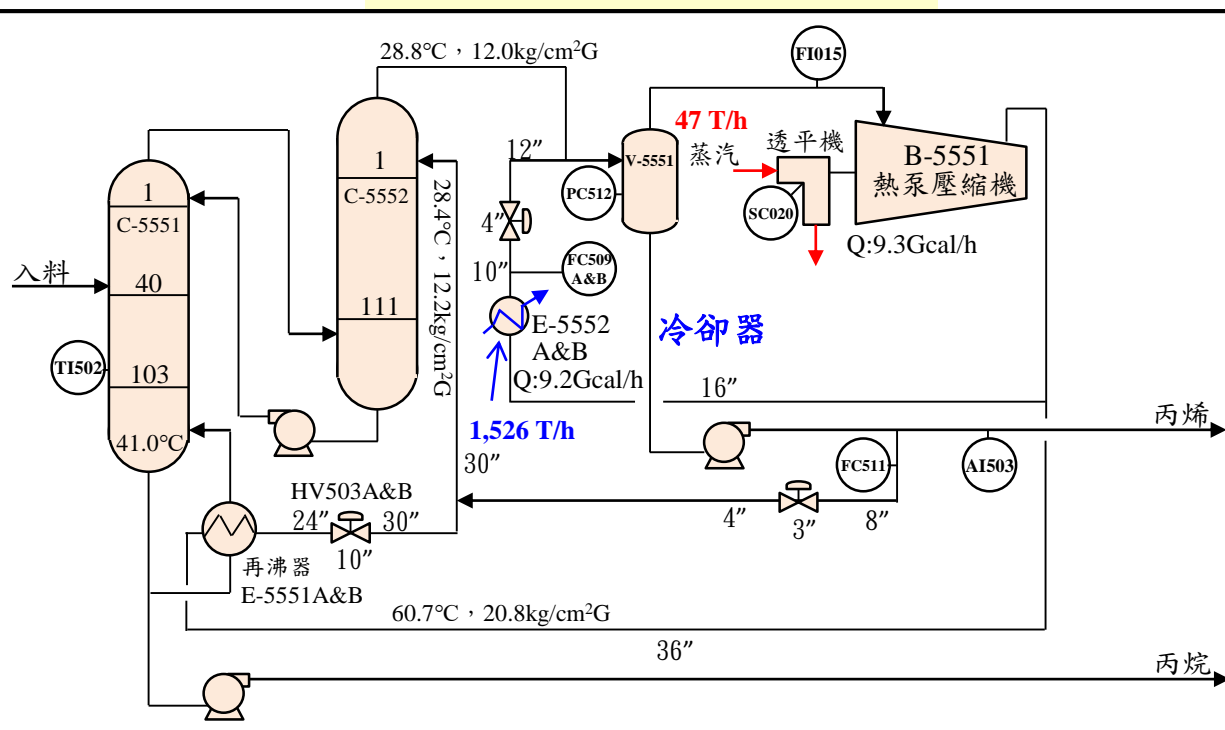 28.8℃，12.0kg/cm²G
FI015
47 T/h
蒸汽
透平機
B-5551
熱泵壓縮機
12″
V-5551
PC512
SC020
Q:9.3Gcal/h
1
C-5552
111
1
C-5551
40
103
41.0℃
入料
TI502
28.4℃，12.2kg/cm²G
4″
10″
FC509
A&B
E-5552
A&B
Q:9.2Gcal/h
冷卻器
1,526 T/h
16″
丙烯
30″
FC511
AI503
HV503A&B
24″
30″
10″
4″
3″
8″
再沸器
E-5551A&B
60.7℃，20.8kg/cm²G
36″
丙烷